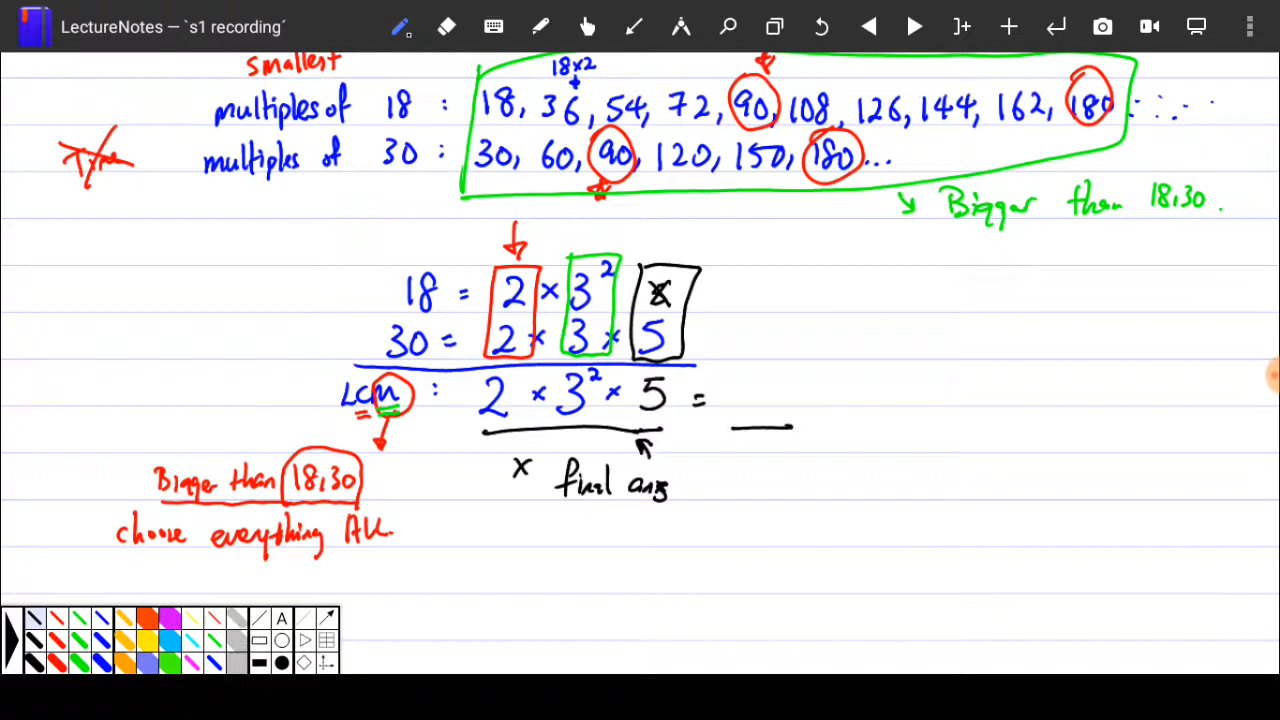 LectureNotes — `s1 recording´
smallest
18×2
multiples of 18 : 18, 36, 54, 72, 90, 108, 126, 144, 162, 180
multiples of 30 : 30, 60, 90, 120, 150, 180 ...
Bigger than 18,30.
18 = 2 × 3²
30 = 2 × 3 × 5
LCM : 2 × 3² × 5 = __
× final ans
Bigger than 18,30
choose everything
A